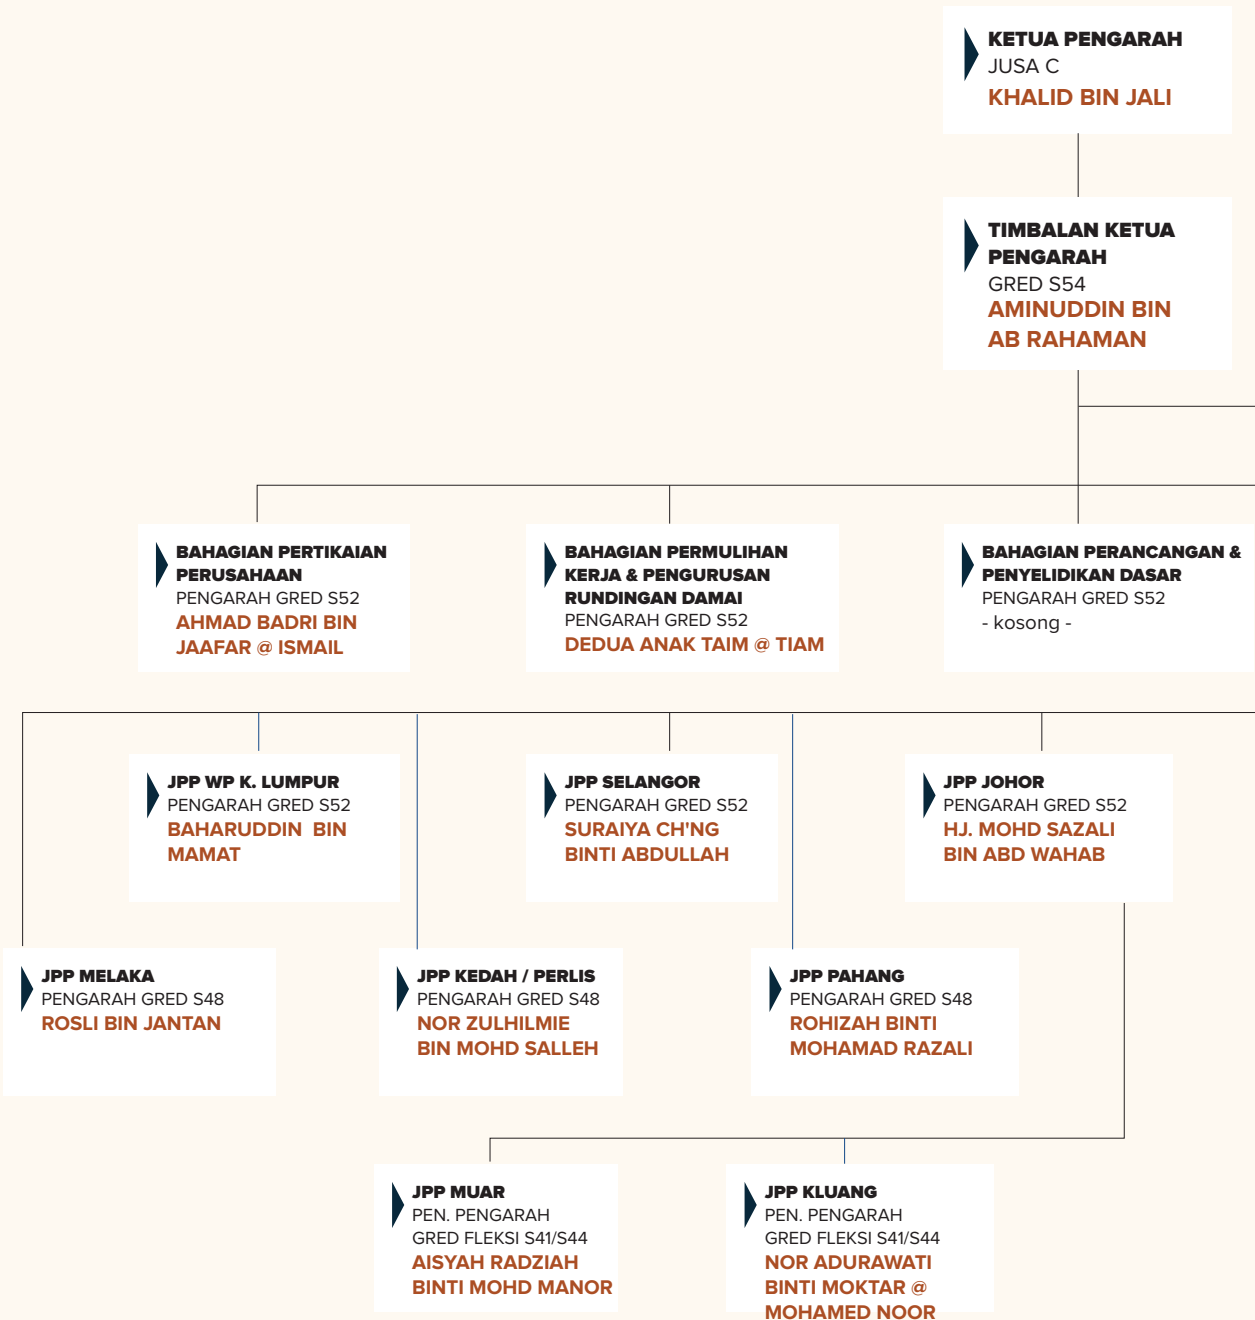 KETUA PENGARAH
JUSA C
KHALID BIN JALI
TIMBALAN KETUA
PENGARAH
GRED S54
AMINUDDIN BIN
AB RAHAMAN
BAHAGIAN PERTIKAIAN
PERUSAHAAN
PENGARAH GRED S52
AHMAD BADRI BIN
JAAFAR @ ISMAIL
BAHAGIAN PERMULIHAN
KERJA & PENGURUSAN
RUNDINGAN DAMAI
PENGARAH GRED S52
DEDUA ANAK TAIM @ TIAM
BAHAGIAN PERANCANGAN &
PENYELIDIKAN DASAR
PENGARAH GRED S52
- kosong -
JPP WP K. LUMPUR
PENGARAH GRED S52
BAHARUDDIN BIN
MAMAT
JPP SELANGOR
PENGARAH GRED S52
SURAIYA CH'NG
BINTI ABDULLAH
JPP JOHOR
PENGARAH GRED S52
HJ. MOHD SAZALI
BIN ABD WAHAB
JPP MELAKA
PENGARAH GRED S48
ROSLI BIN JANTAN
JPP KEDAH / PERLIS
PENGARAH GRED S48
NOR ZULHILMIE
BIN MOHD SALLEH
JPP PAHANG
PENGARAH GRED S48
ROHIZAH BINTI
MOHAMAD RAZALI
JPP MUAR
PEN. PENGARAH
GRED FLEKSI S41/S44
AISYAH RADZIAH
BINTI MOHD MANOR
JPP KLUANG
PEN. PENGARAH
GRED FLEKSI S41/S44
NOR ADURAWATI
BINTI MOKTAR @
MOHAMED NOOR